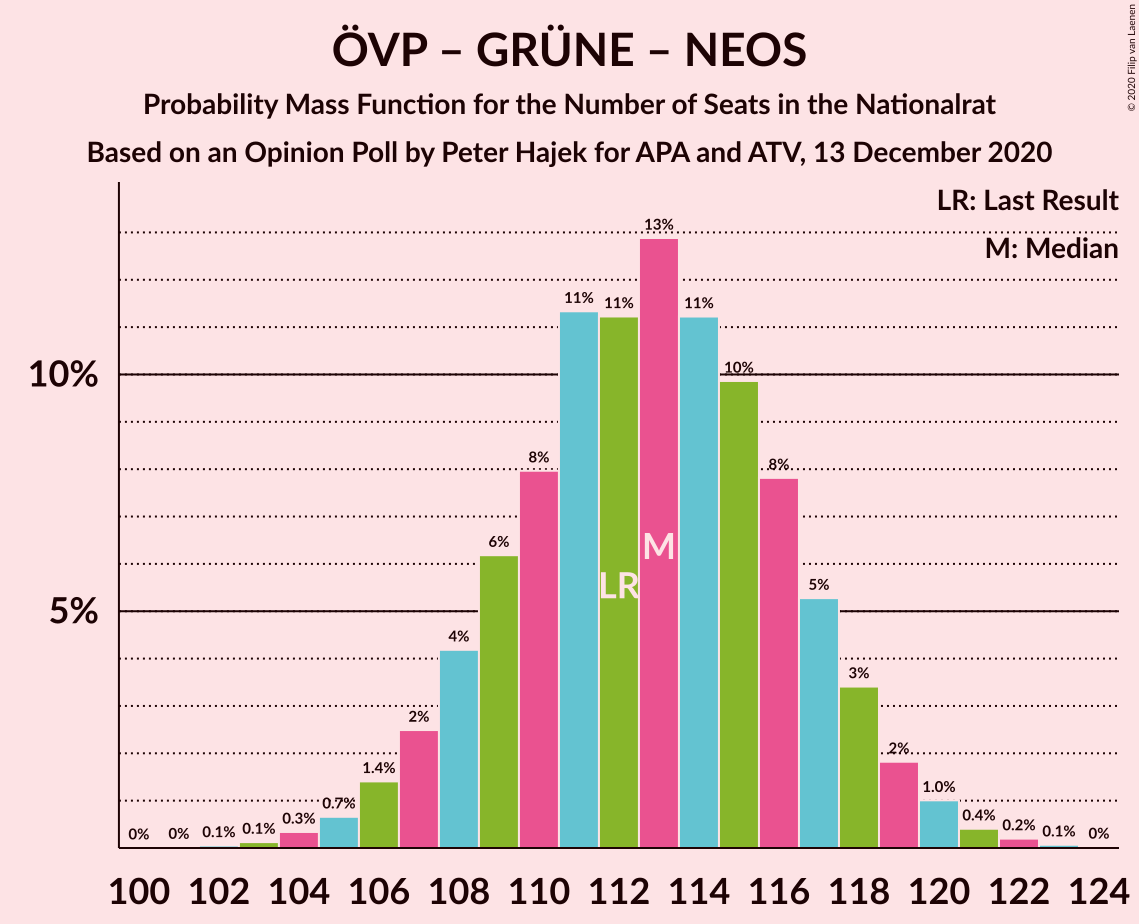 ÖVP – GRÜNE – NEOS
Probability Mass Function for the Number of Seats in the Nationalrat
Based on an Opinion Poll by Peter Hajek for APA and ATV, 13 December 2020
© 2020 Filip van Laenen
LR: Last Result
M: Median
10%
5%
0% 0% 0.1% 0.1% 0.3% 0.7% 1.4% 2% 4% 6% 8% 11% 11% 13% 11% 10% 8% 5% 3% 2% 1.0% 0.4% 0.2% 0.1% 0%
M
LR
100 102 104 106 108 110 112 114 116 118 120 122 124